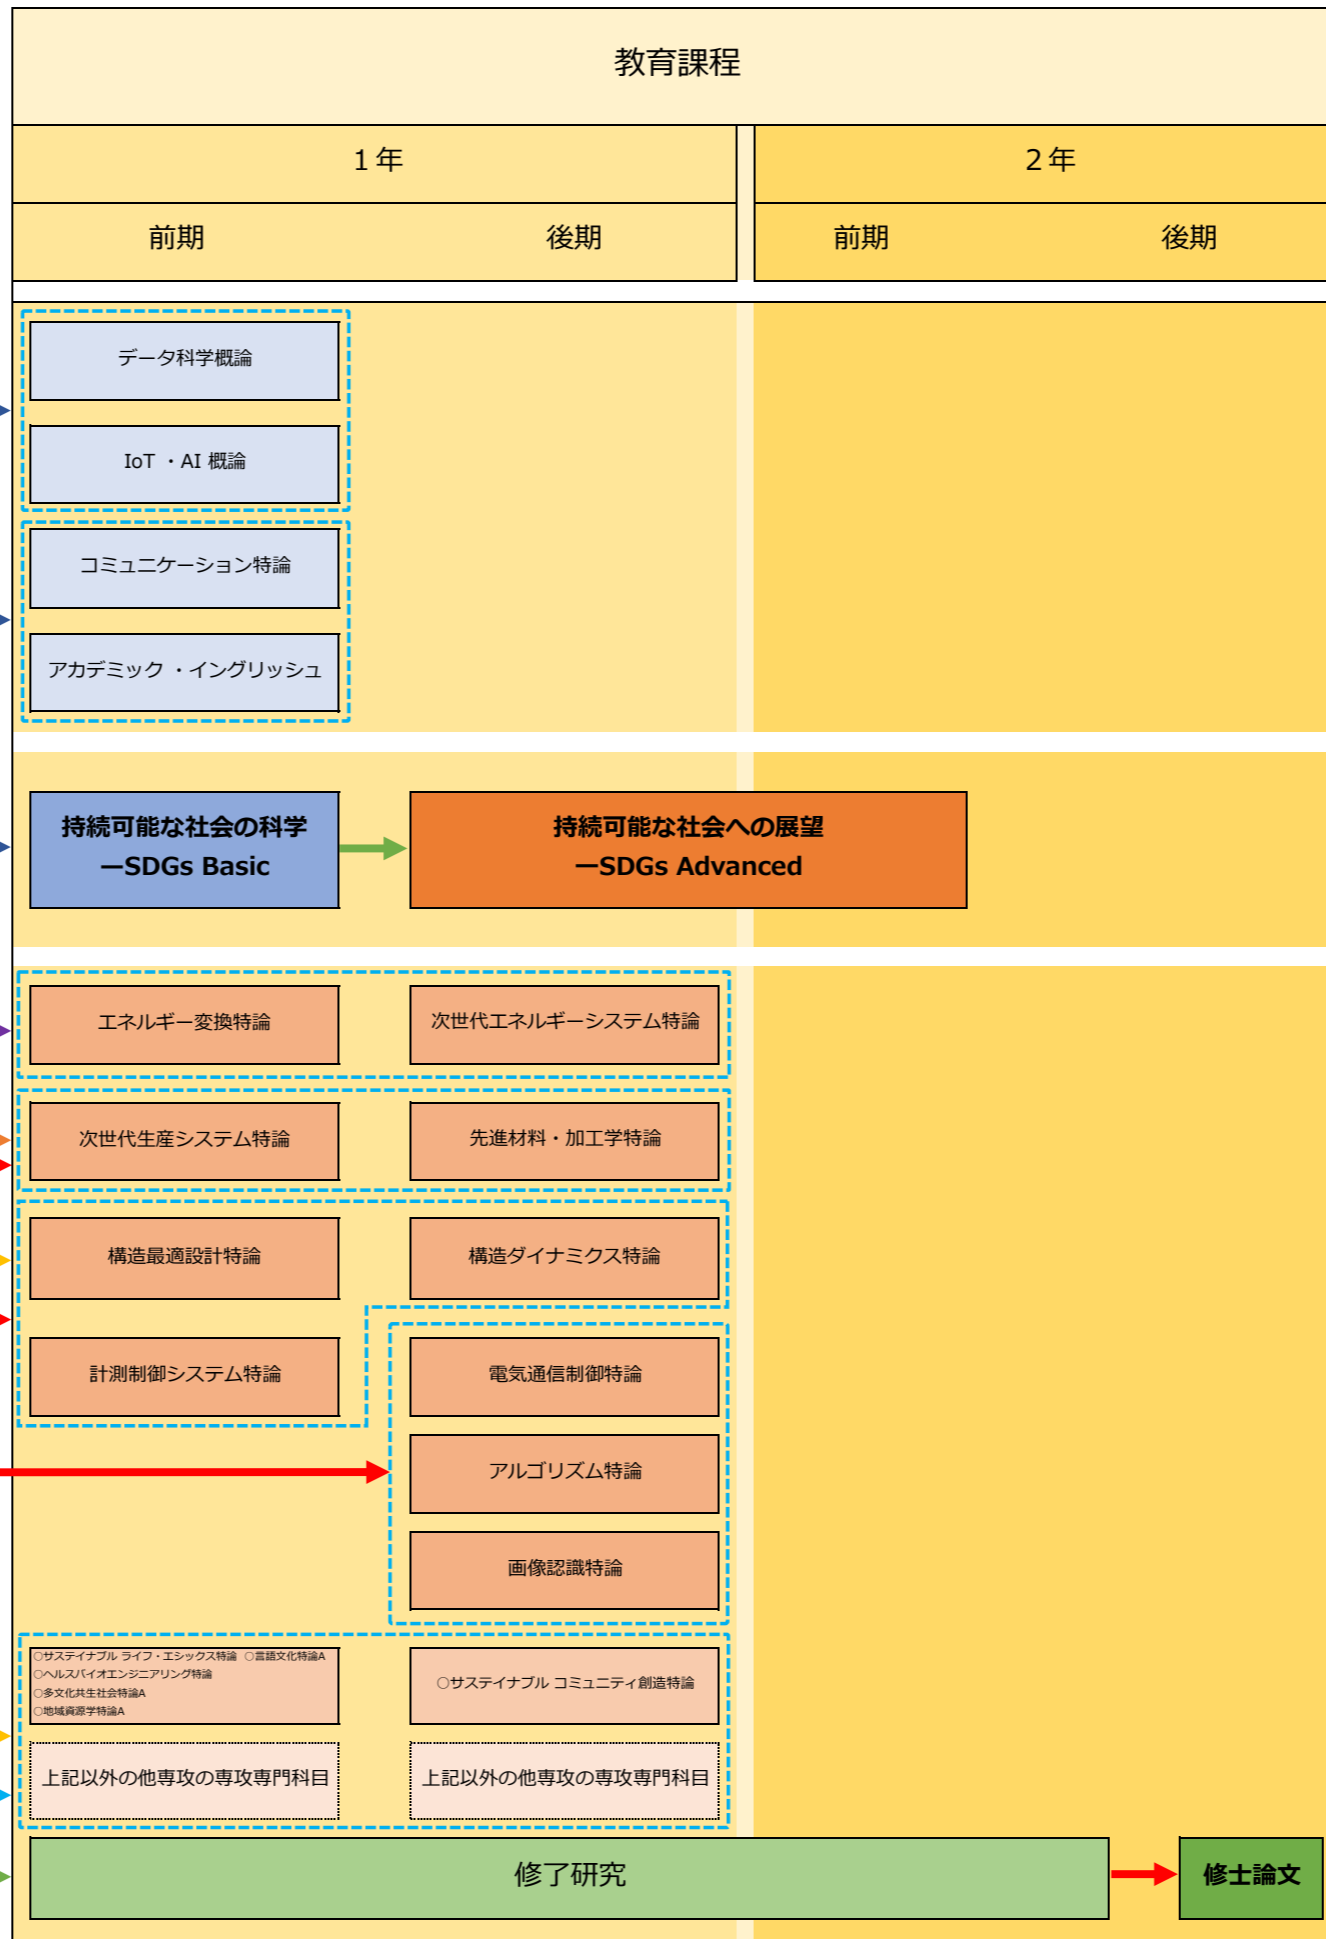 教育課程
1年
2年
前期
後期
前期
後期
データ科学概論
IoT ・AI 概論
コミュニケーション特論
アカデミック ・イングリッシュ
持続可能な社会の科学
ーSDGs Basic
持続可能な社会への展望
ーSDGs Advanced
エネルギー変換特論
次世代エネルギーシステム特論
次世代生産システム特論
先進材料・加工学特論
構造最適設計特論
構造ダイナミクス特論
計測制御システム特論
電気通信制御特論
アルゴリズム特論
画像認識特論
○サステイナブル ライフ・エシックス特論 ○言語文化特論A
○ヘルスバイオエンジニアリング特論
○多文化共生社会特論A
○地域資源学特論A
○サステイナブル コミュニティ創造特論
上記以外の他専攻の専攻専門科目
上記以外の他専攻の専攻専門科目
修了研究
修士論文